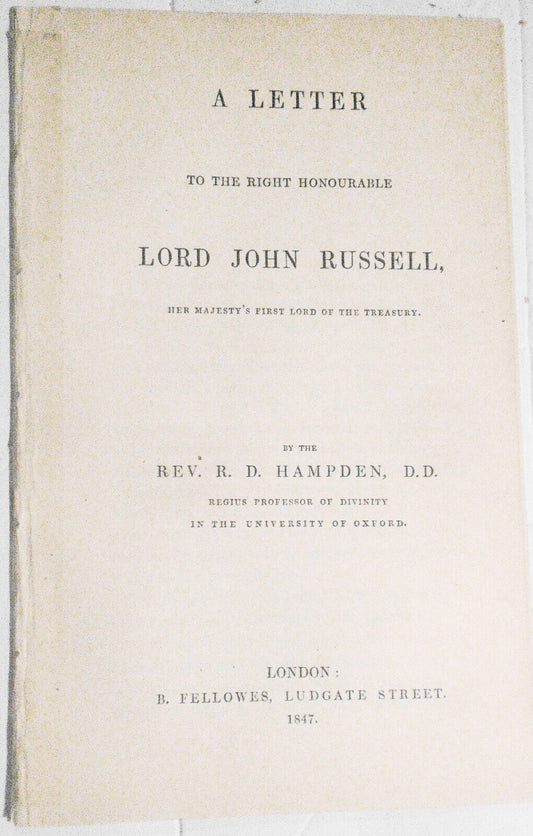 A LETTER
TO THE RIGHT HONOURABLE
LORD JOHN RUSSELL,
HER MAJESTY'S FIRST LORD OF THE TREASURY.
BY THE
REV. R. D. HAMPDEN, D.D.
REGIUS PROFESSOR OF DIVINITY
IN THE UNIVERSITY OF OXFORD.
LONDON:
B. FELLOWES, LUDGATE STREET.
1847.